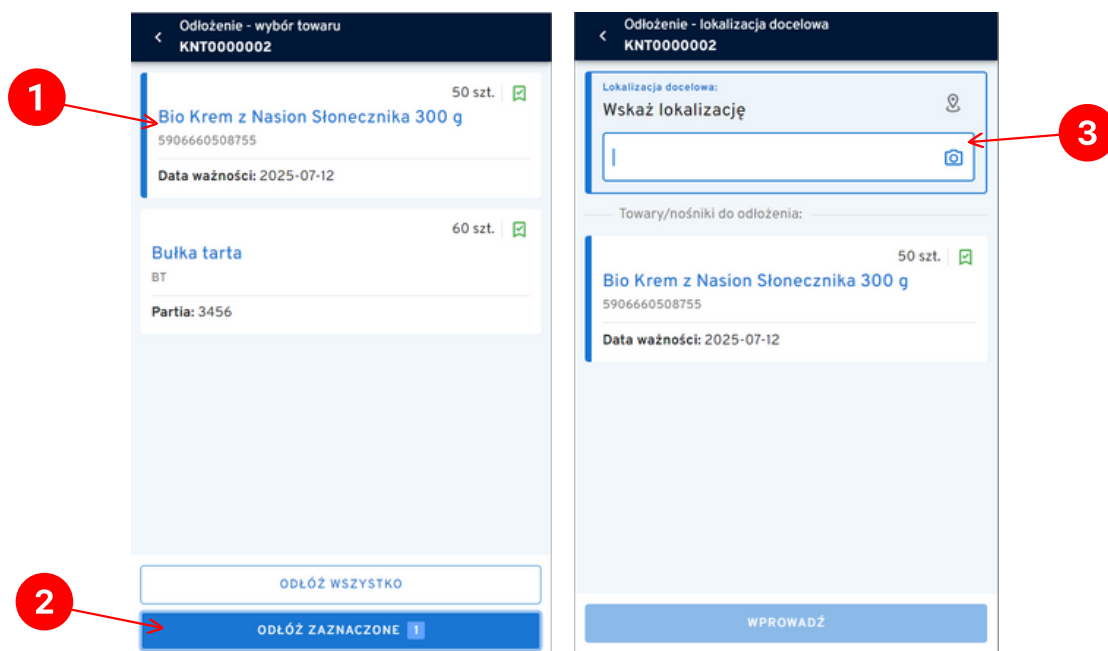 Odłożenie - wybór towaru
KNT0000002
1
50 szt.
Bio Krem z Nasion Słonecznika 300 g
5906660508755
Data ważności: 2025-07-12
60 szt.
Bułka tarta
BT
Partia: 3456
ODŁÓŻ WSZYSTKO
2
ODŁÓŻ ZAZNACZONE 1
Odłożenie - lokalizacja docelowa
KNT0000002
Lokalizacja docelowa:
Wskaż lokalizację
3
Towary/nośniki do odłożenia:
50 szt.
Bio Krem z Nasion Słonecznika 300 g
5906660508755
Data ważności: 2025-07-12
WPROWADŹ